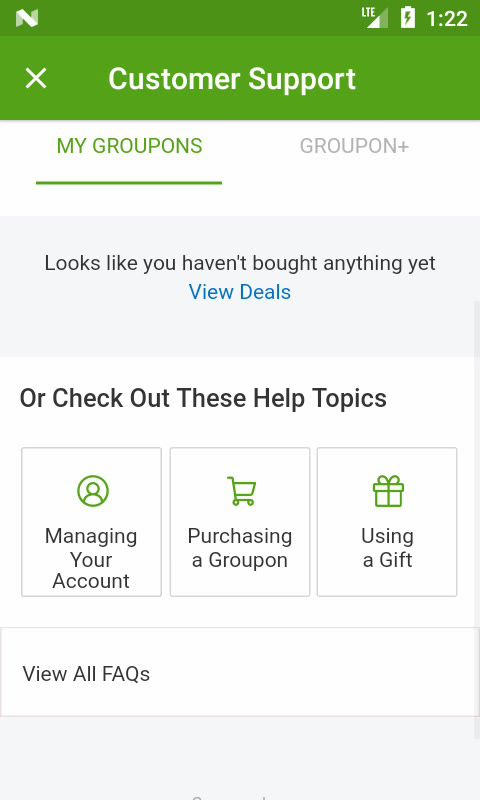 LTE 1:22
Customer Support
MY GROUPONS GROUPON+
Looks like you haven't bought anything yet
View Deals
Or Check Out These Help Topics
Managing
Your
Account
Purchasing
a Groupon
Using
a Gift
View All FAQs